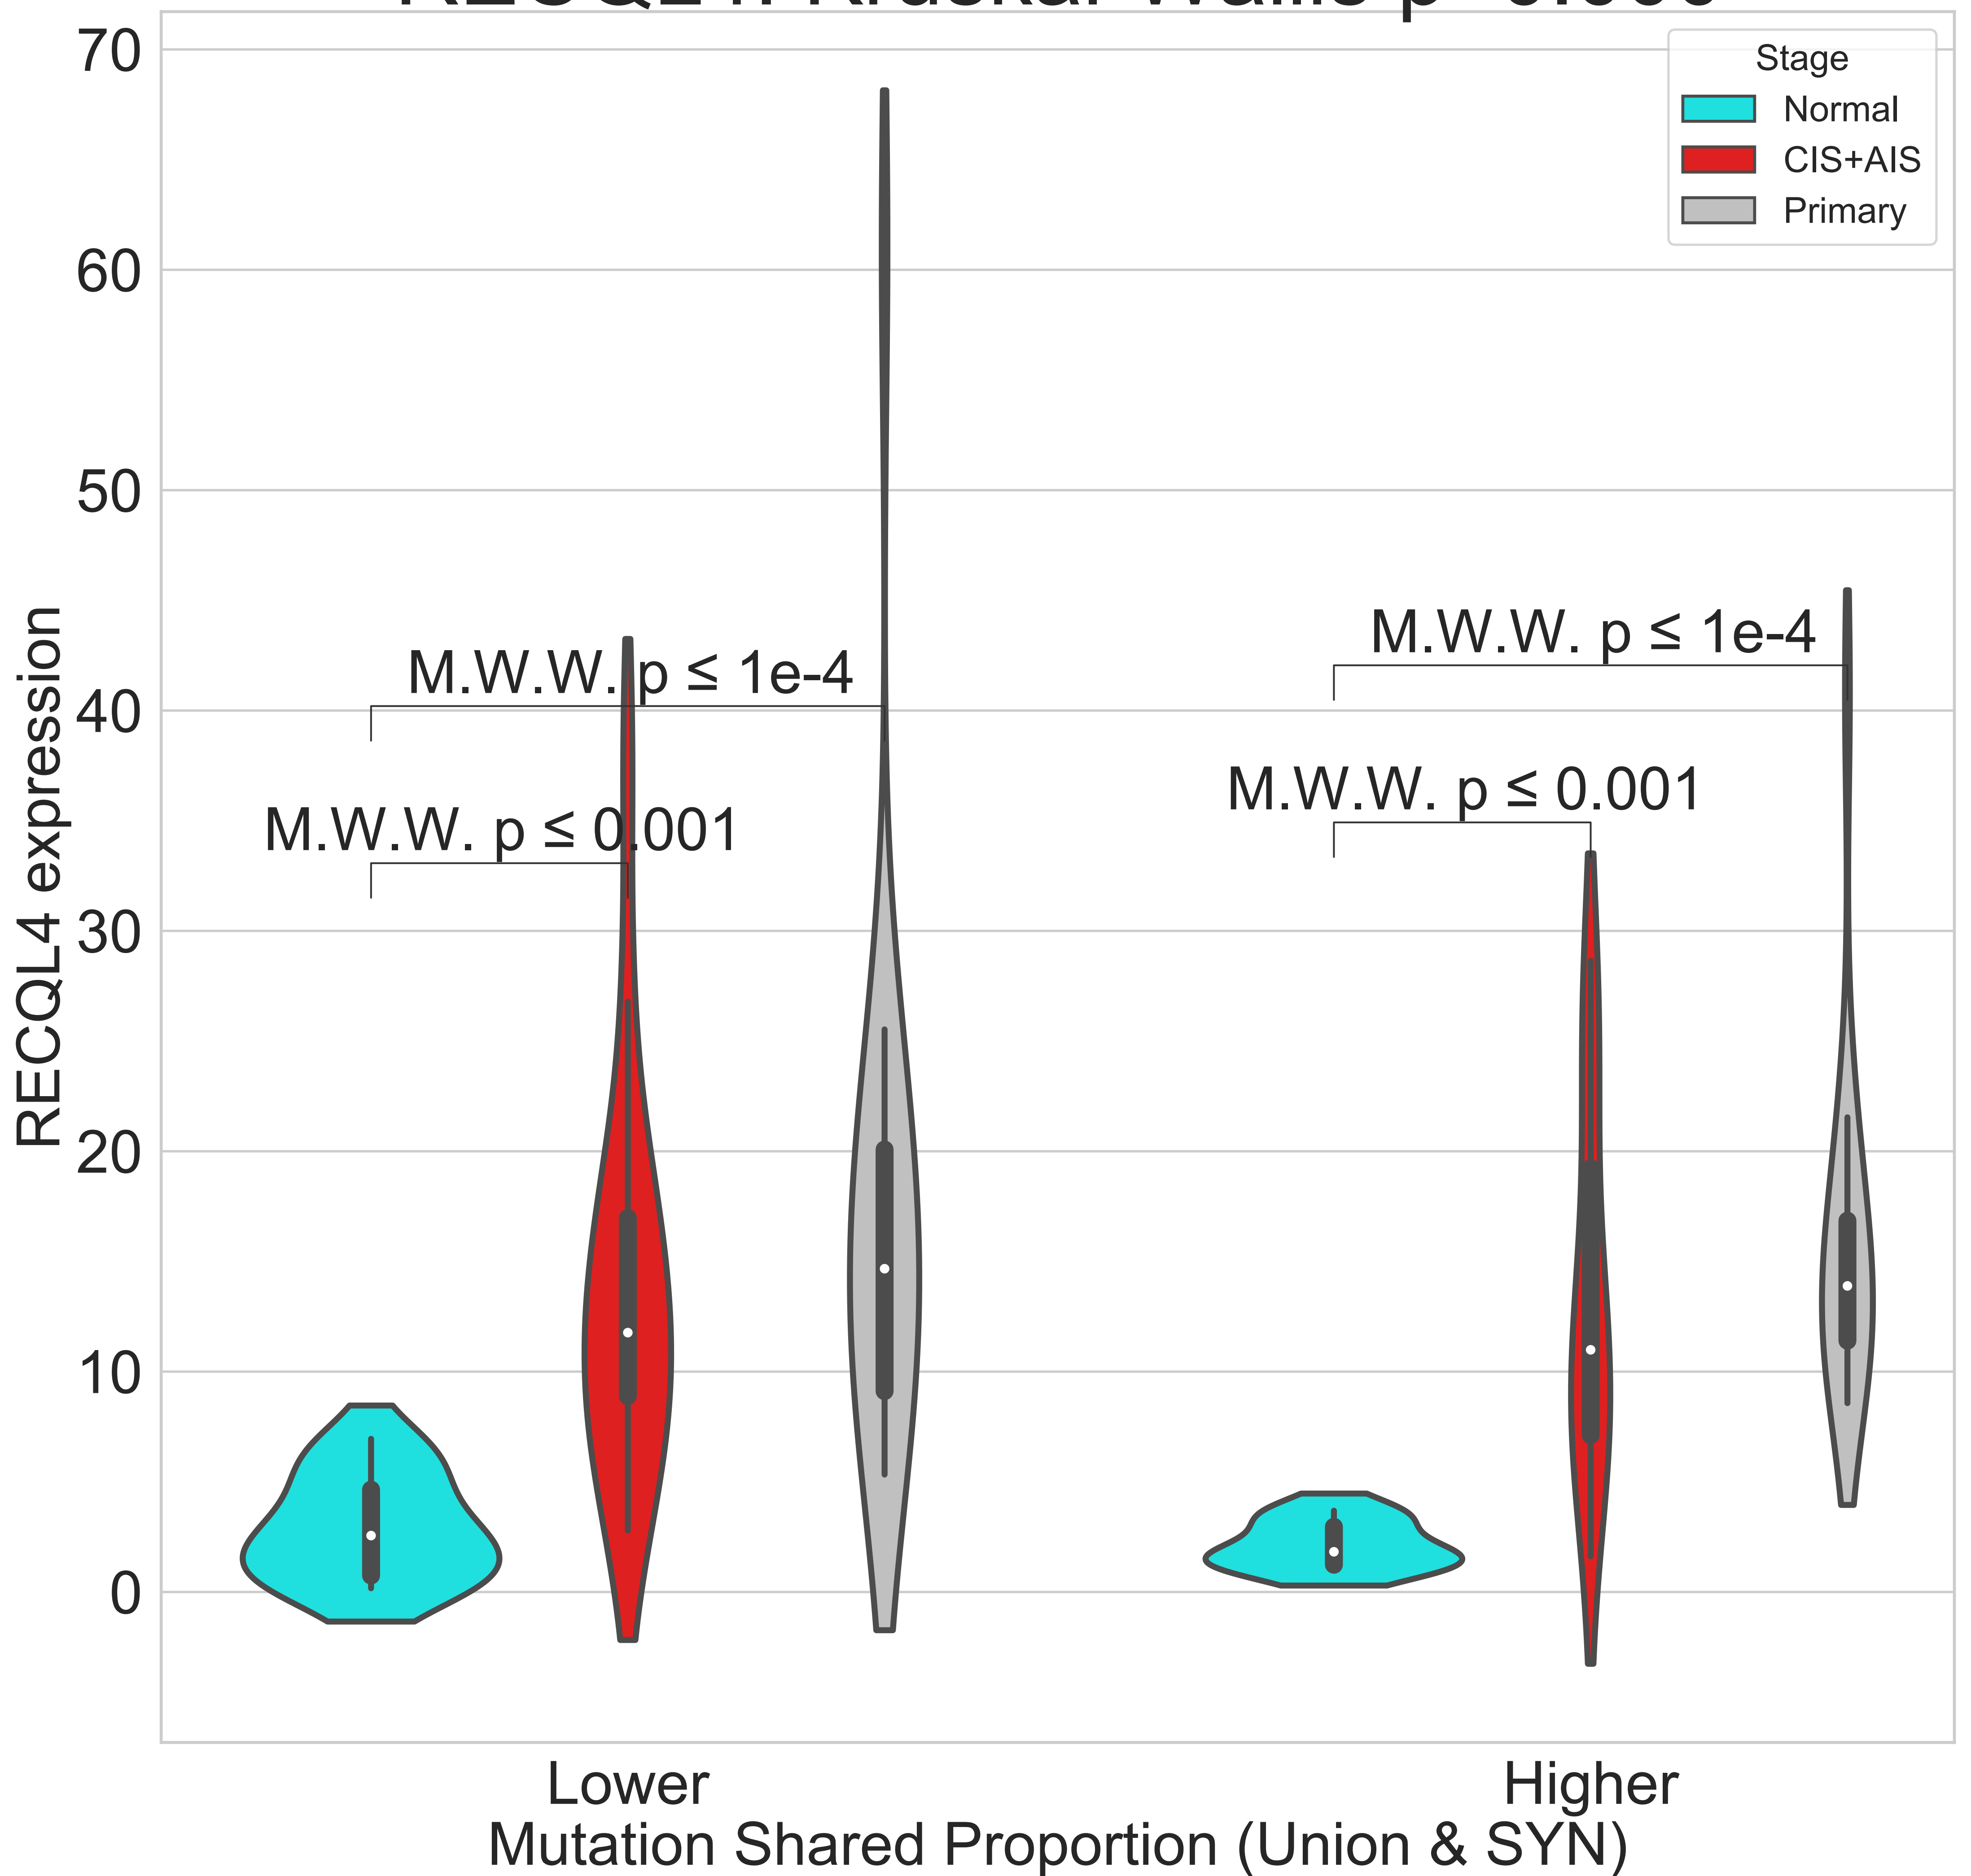 70
60
50
40
30
20
10
0
RECQL4 expression
Stage
Normal
CIS+AIS
Primary
M.W.W. p ≤ 1e-4
M.W.W. p ≤ 0.001
M.W.W. p ≤ 1e-4
M.W.W. p ≤ 0.001
Lower
Higher
Mutation Shared Proportion (Union & SYN)